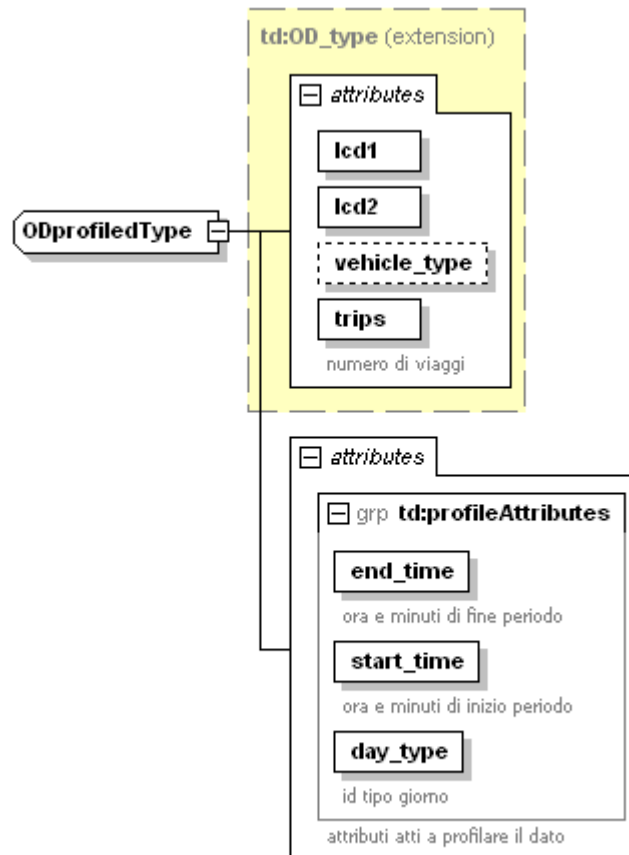 td:OD_type (extension)
attributes
lcd1
lcd2
ODprofiledType
vehicle_type
trips
numero di viaggi
attributes
grp td:profileAttributes
end_time
ora e minuti di fine periodo
start_time
ora e minuti di inizio periodo
day_type
id tipo giorno
attributi atti a profilare il dato